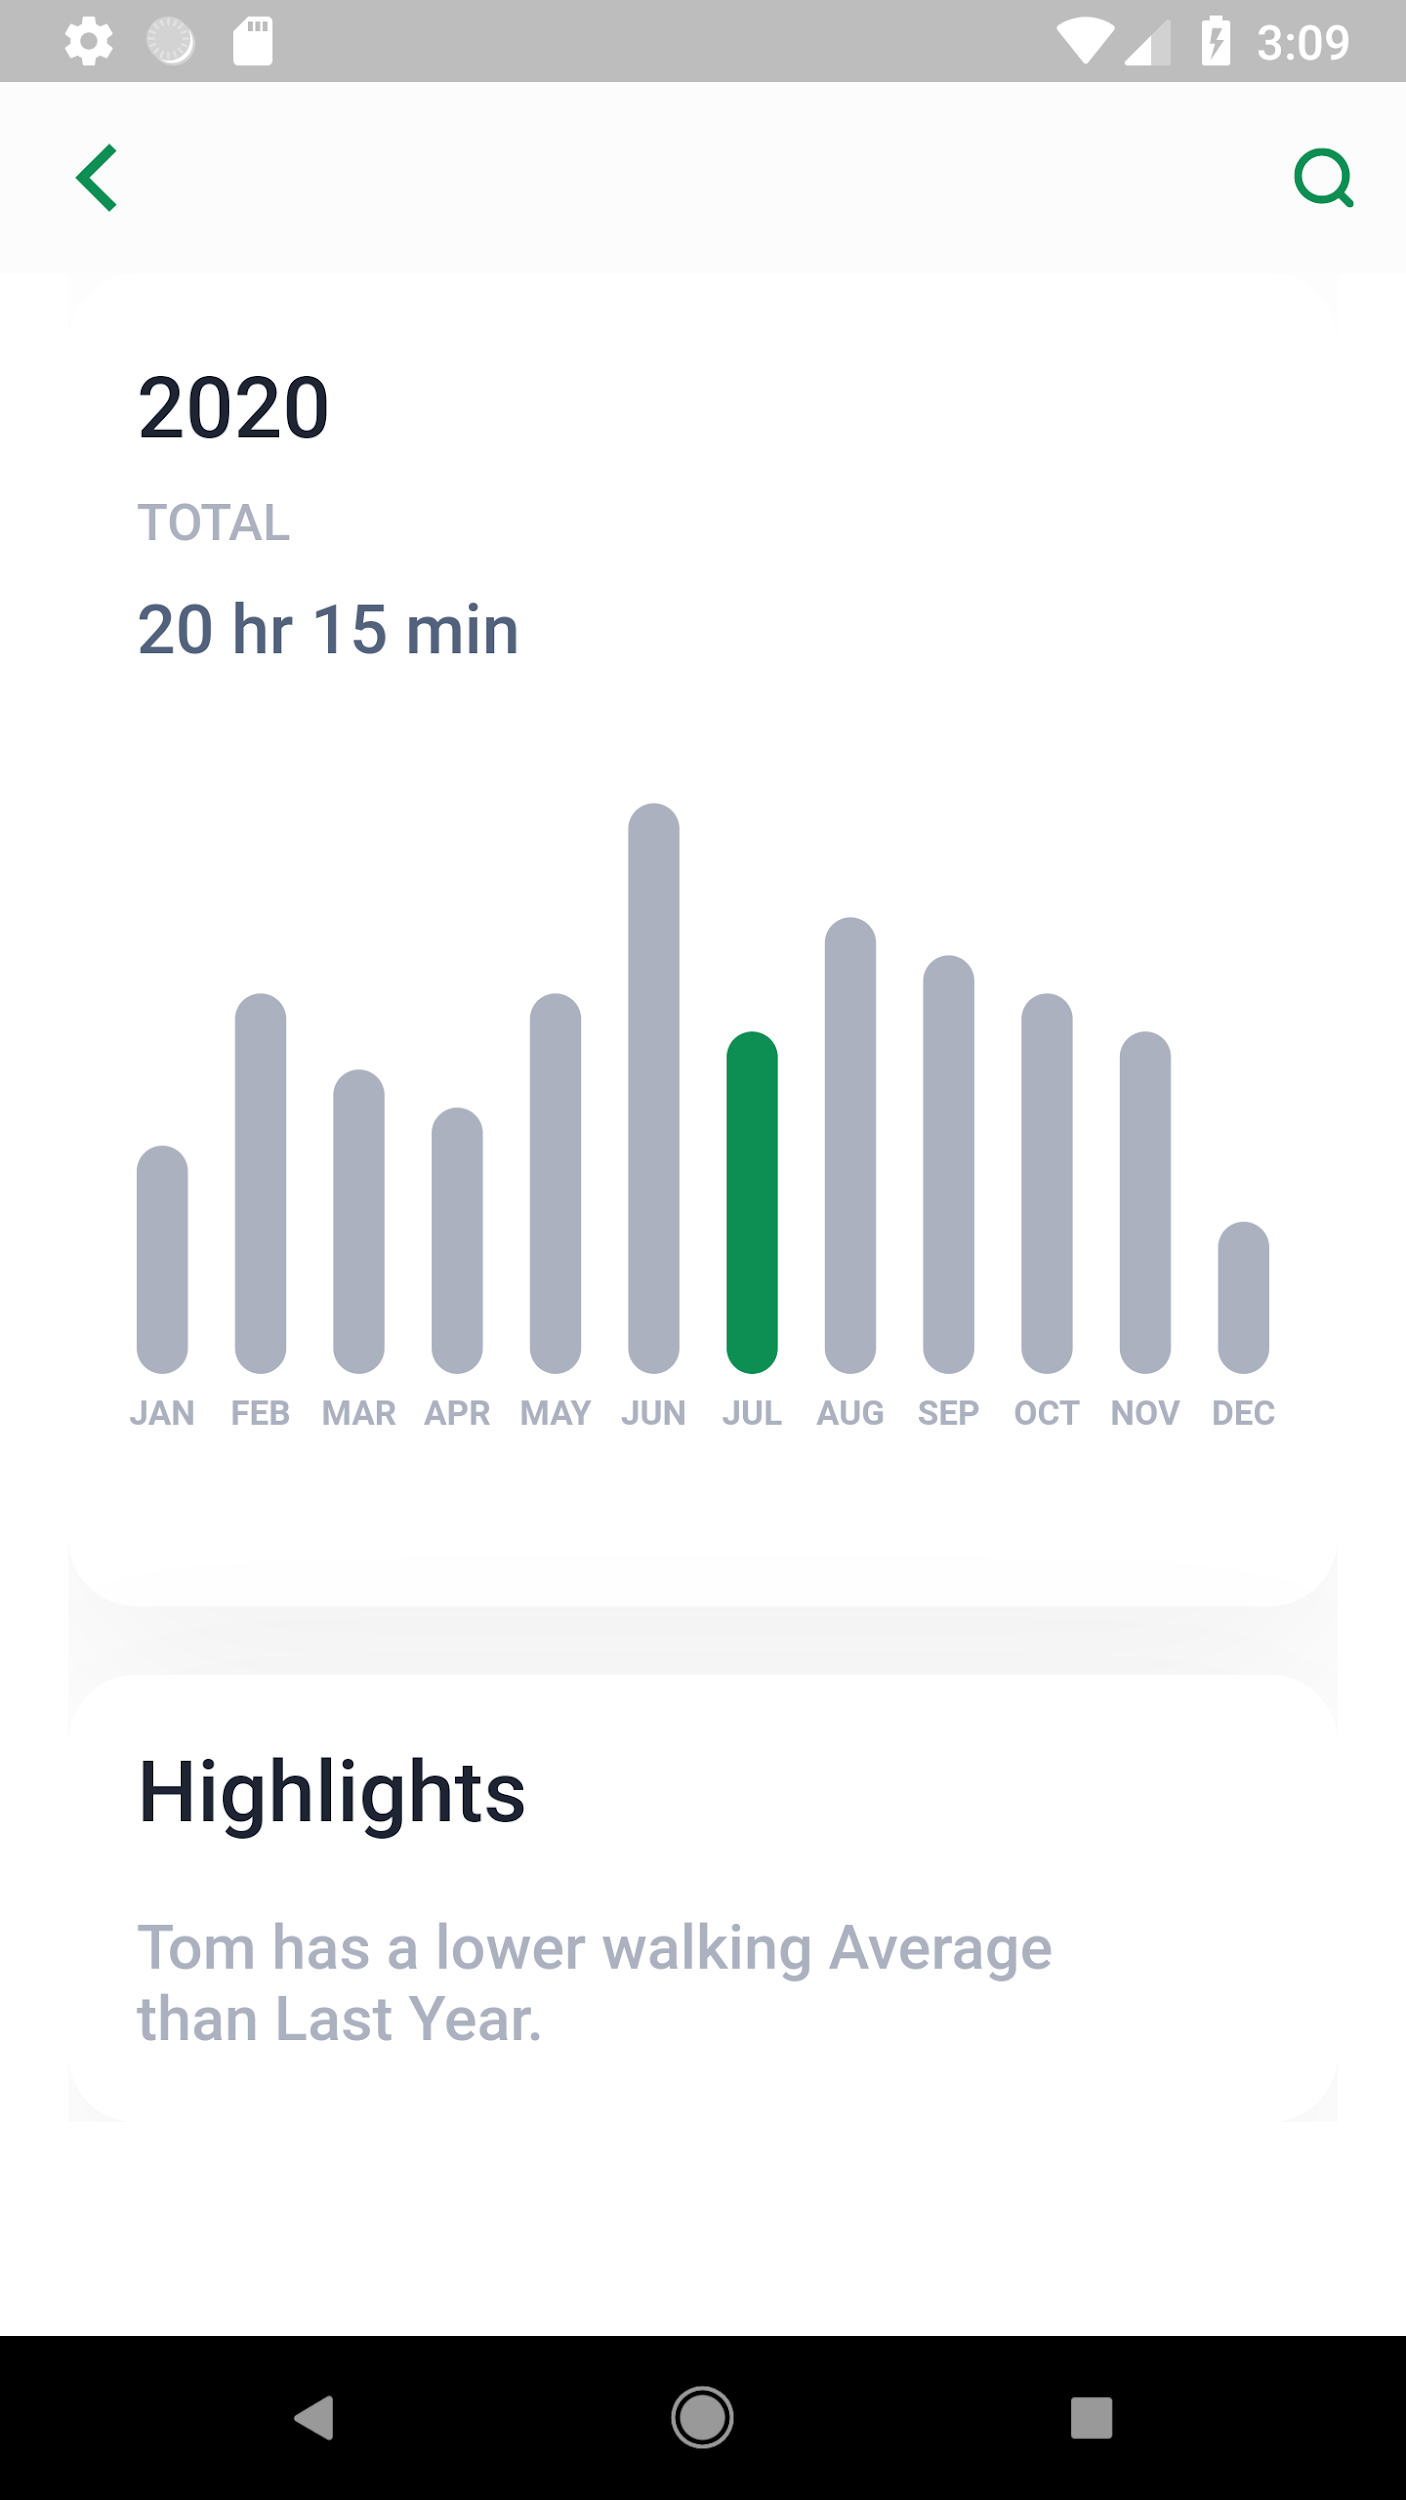 3:09
2020
TOTAL
20 hr 15 min
JAN FEB MAR APR MAY JUN JUL AUG SEP OCT NOV DEC
Highlights
Tom has a lower walking Average
than Last Year.